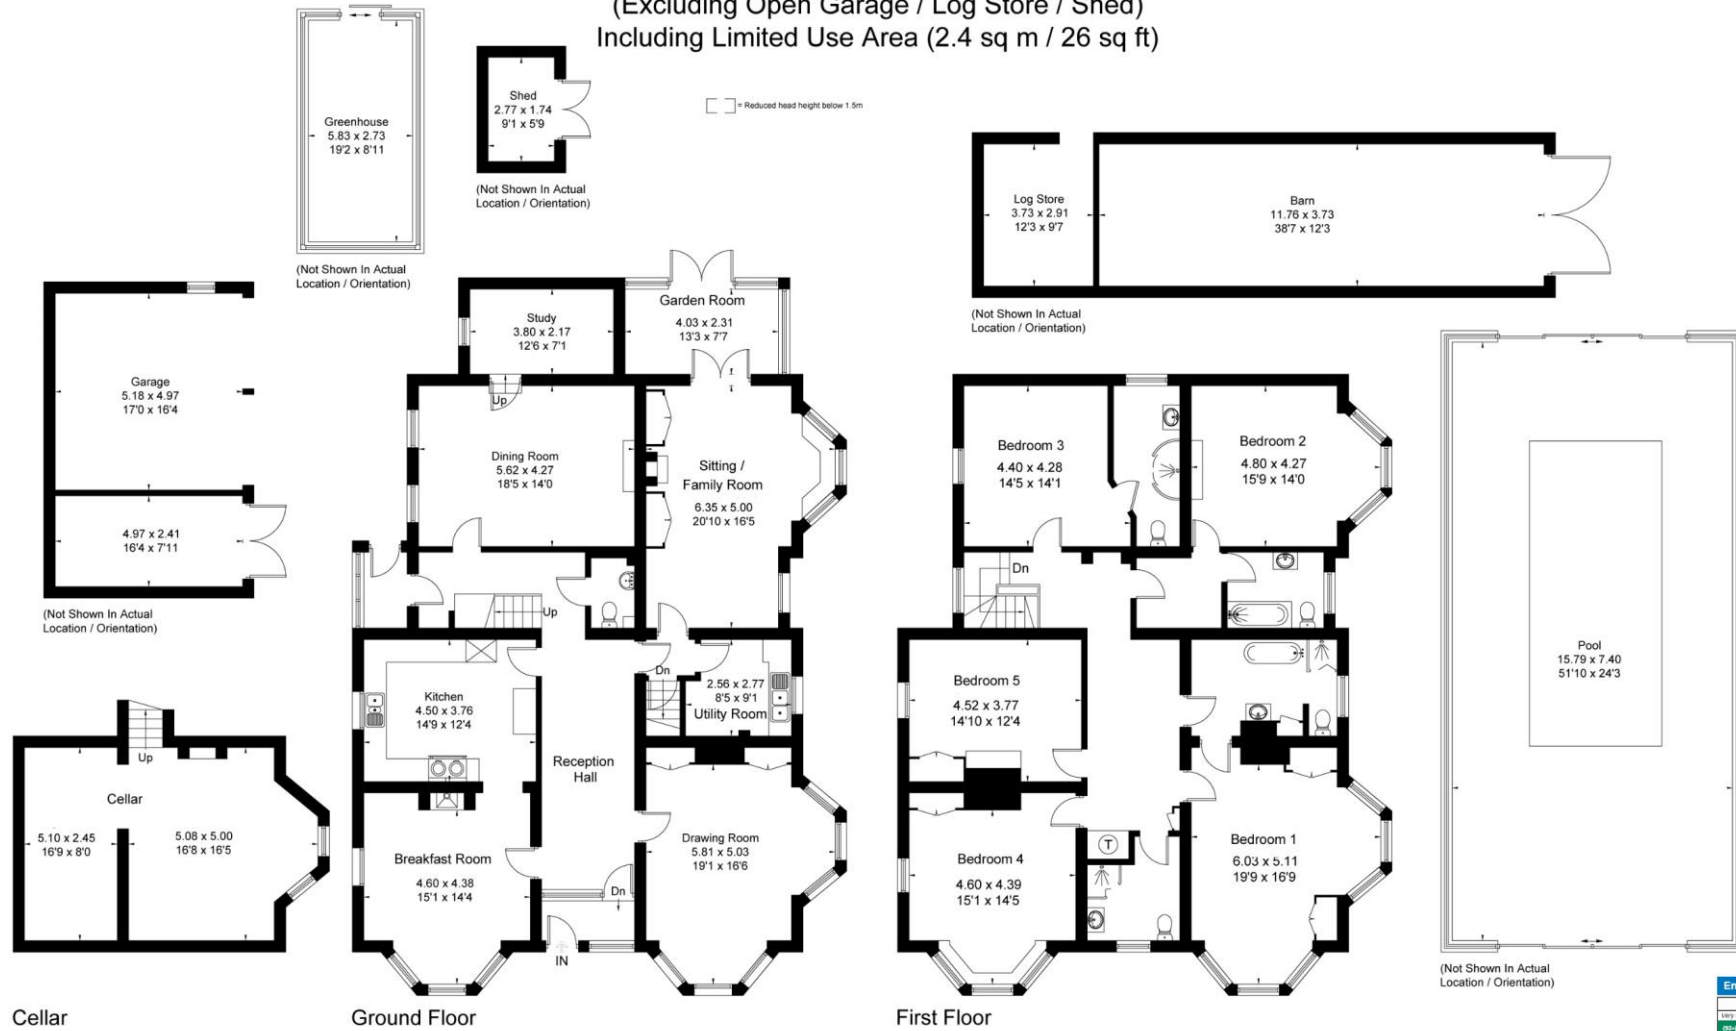 (Excluding Open Garage / Log Store / Shed)
Including Limited Use Area (2.4 sq m / 26 sq ft)
= Reduced head height below 1.5m
Greenhouse
5.83 x 2.73
19'2 x 8'11
(Not Shown In Actual
Location / Orientation)
Shed
2.77 x 1.74
9'1 x 5'9
(Not Shown In Actual
Location / Orientation)
Log Store
3.73 x 2.91
12'3 x 9'7
Barn
11.76 x 3.73
38'7 x 12'3
(Not Shown In Actual
Location / Orientation)
Garage
5.18 x 4.97
17'0 x 16'4
4.97 x 2.41
16'4 x 7'11
(Not Shown In Actual
Location / Orientation)
Up
Cellar
5.10 x 2.45
16'9 x 8'0
5.08 x 5.00
16'8 x 16'5
Cellar
Study
3.80 x 2.17
12'6 x 7'1
Garden Room
4.03 x 2.31
13'3 x 7'7
Up
Dining Room
5.62 x 4.27
18'5 x 14'0
Sitting /
Family Room
6.35 x 5.00
20'10 x 16'5
Up
Dn
Kitchen
4.50 x 3.76
14'9 x 12'4
2.56 x 2.77
8'5 x 9'1
Utility Room
Reception
Hall
Breakfast Room
4.60 x 4.38
15'1 x 14'4
Drawing Room
5.81 x 5.03
19'1 x 16'6
Dn
IN
Ground Floor
Bedroom 3
4.40 x 4.28
14'5 x 14'1
Bedroom 2
4.80 x 4.27
15'9 x 14'0
Dn
Bedroom 5
4.52 x 3.77
14'10 x 12'4
Bedroom 4
4.60 x 4.39
15'1 x 14'5
T
Bedroom 1
6.03 x 5.11
19'9 x 16'9
First Floor
Pool
15.79 x 7.40
51'10 x 24'3
(Not Shown In Actual
Location / Orientation)
En